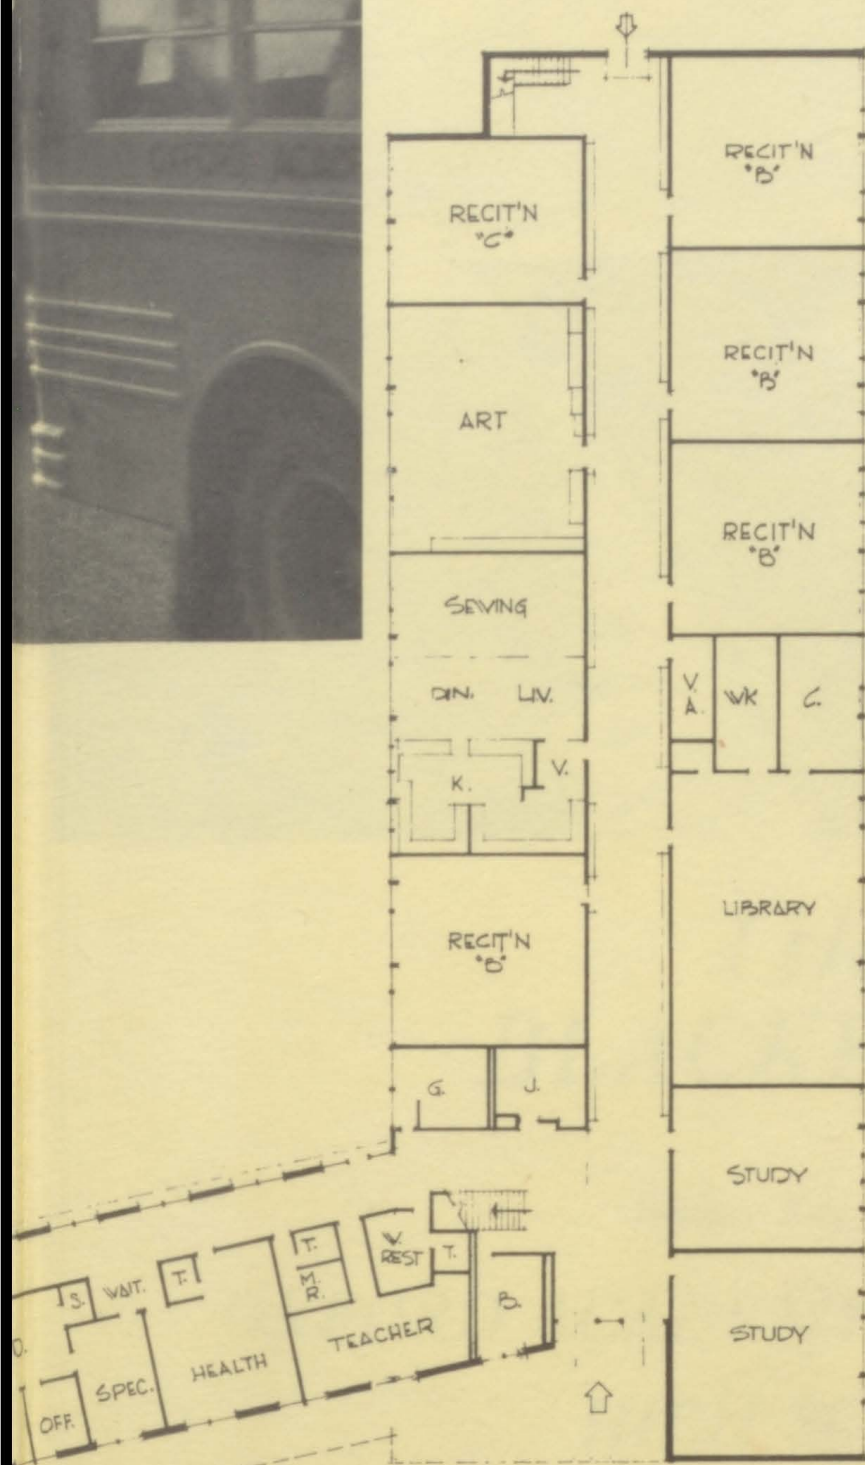 RECIT'N
"B"
RECIT'N
"C"
RECIT'N
"B"
ART
RECIT'N
"B"
SEWING
DIN. LIV.
V.
A.
WK
C.
K.
V.
LIBRARY
RECIT'N
"B"
G.
J.
STUDY
T.
W.
REST
T.
M.
R.
S.
WAIT.
T.
B.
TEACHER
STUDY
HEALTH
SPEC.
OFF.